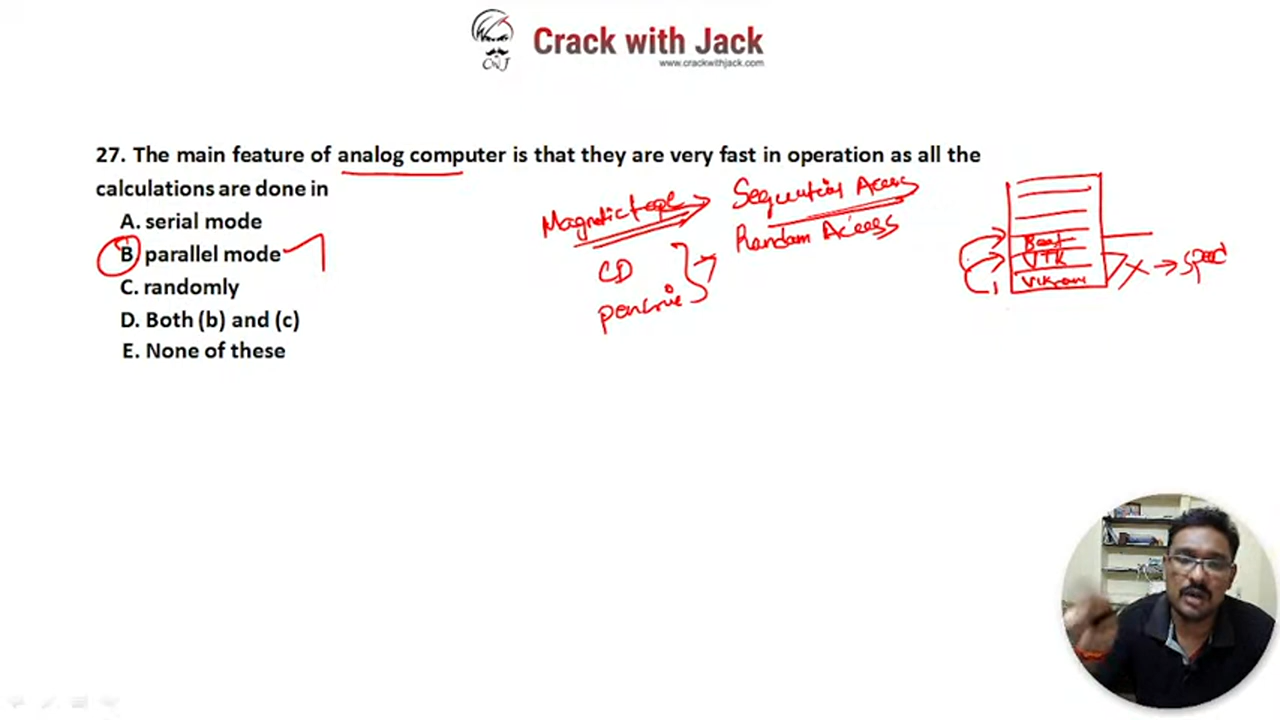 Crack with Jack
www.crackwithjack.com
27. The main feature of analog computer is that they are very fast in operation as all the
calculations are done in
A. serial mode
B. parallel mode
C. randomly
D. Both (b) and (c)
E. None of these
Magnetic tape
Sequential Access
Random Access
CD
VTK
Vikram
speed